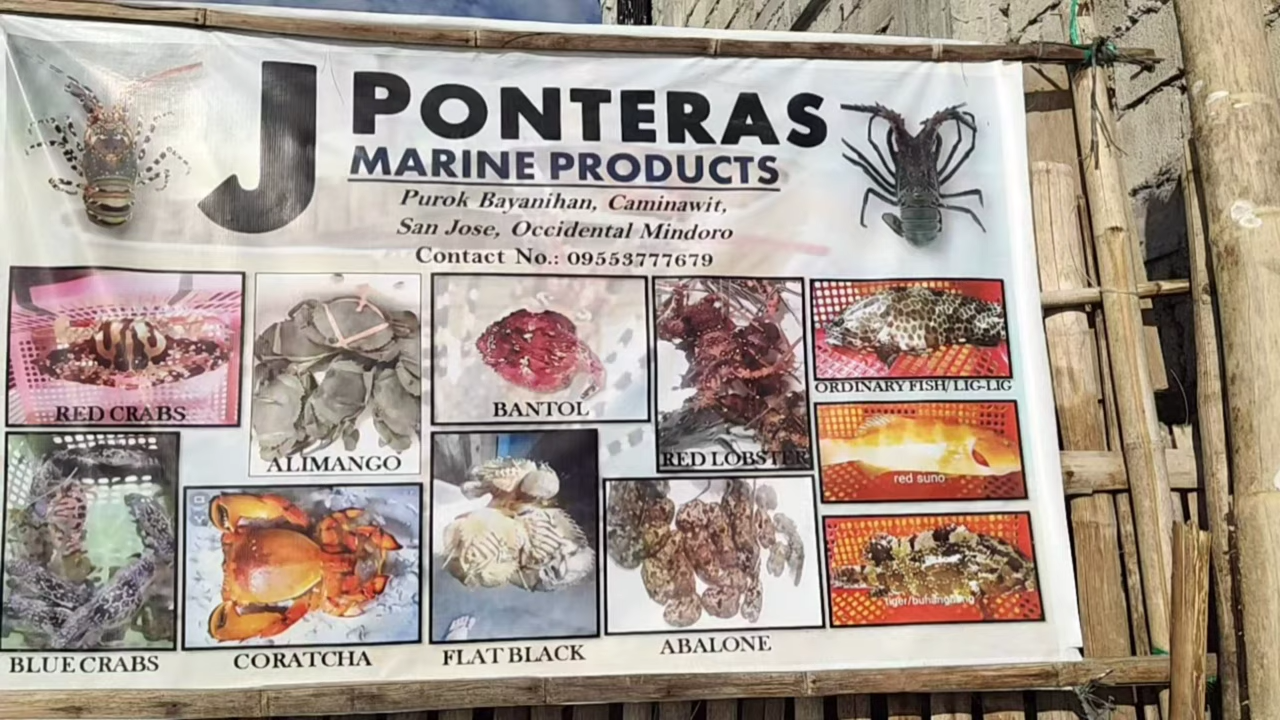 J PONTERAS
MARINE PRODUCTS
Purok Bayanihan, Caminawit,
San Jose, Occidental Mindoro
Contact No.: 09553777679
RED CRABS
ALIMANGO
BANTOL
RED LOBSTER
ORDINARY FISH/LIG-LIG
red suno
BLUE CRABS
CORATCHA
FLAT BLACK
ABALONE
tiger/buhangbang